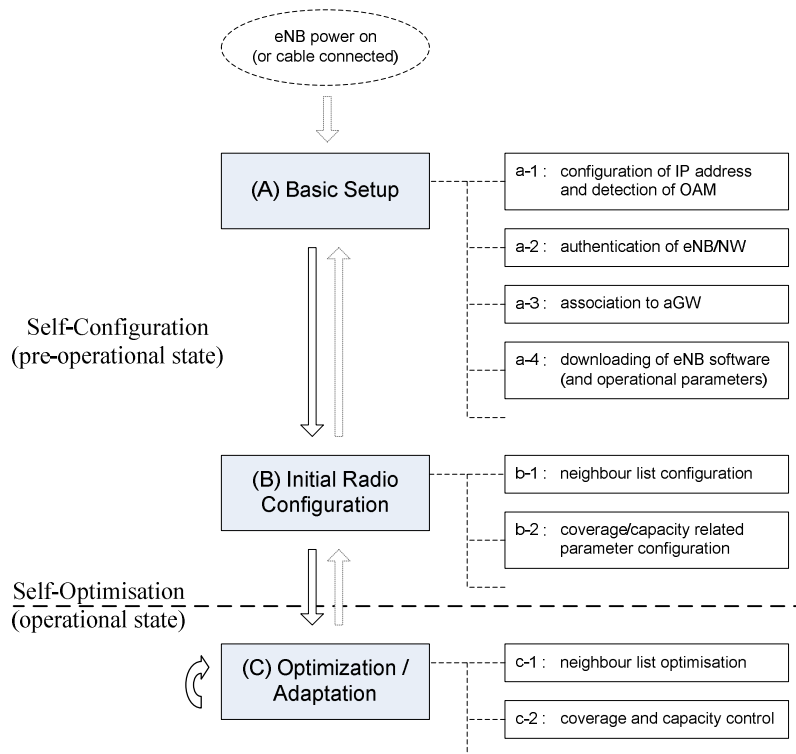 eNB power on
(or cable connected)
(A) Basic Setup
a-1 : configuration of IP address
and detection of OAM
a-2 : authentication of eNB/NW
a-3 : association to aGW
a-4 : downloading of eNB software
(and operational parameters)
Self-Configuration
(pre-operational state)
(B) Initial Radio
Configuration
b-1 : neighbour list configuration
b-2 : coverage/capacity related
parameter configuration
Self-Optimisation
(operational state)
(C) Optimization /
Adaptation
c-1 : neighbour list optimisation
c-2 : coverage and capacity control